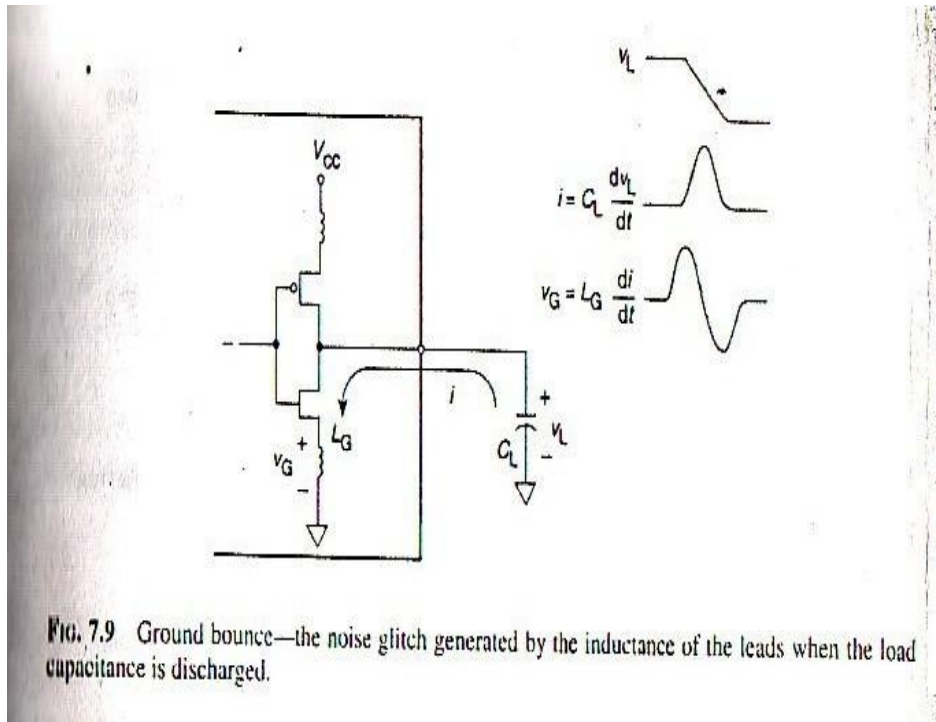 v_L
V_CC
i = C_L dv_L/dt
v_G = L_G di/dt
i
+
L_G
+
v_G
C_L
v_L
−
−
FIG. 7.9 Ground bounce—the noise glitch generated by the inductance of the leads when the load
capacitance is discharged.